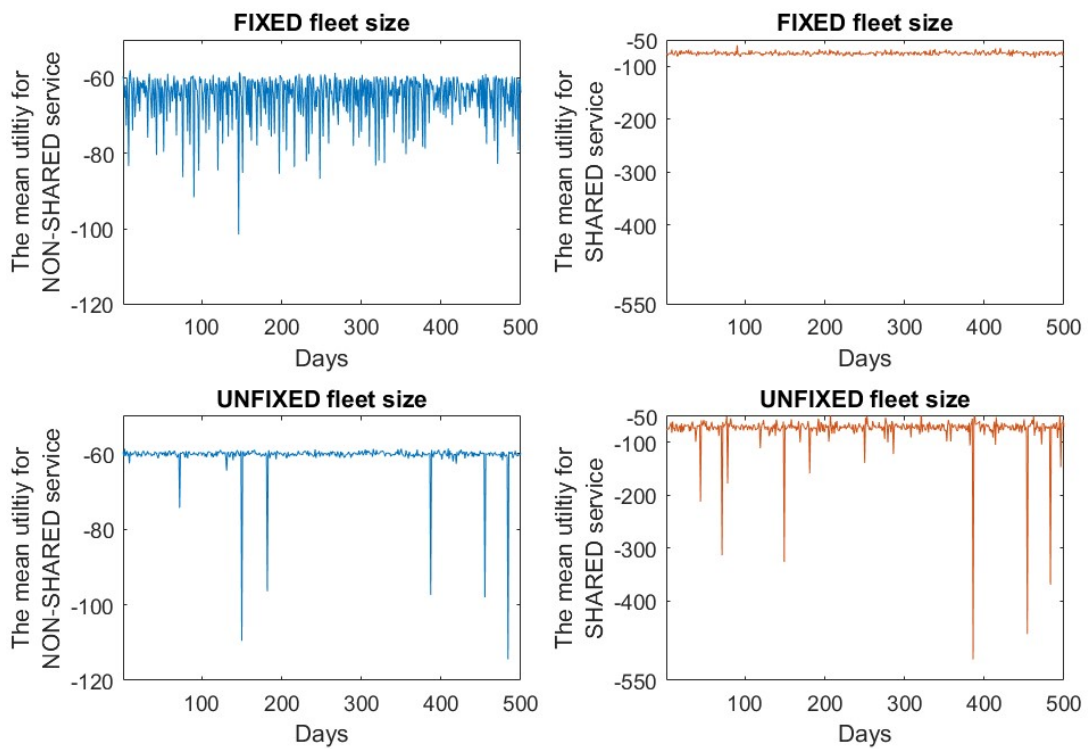 FIXED fleet size
The mean utiltiy for
NON-SHARED service
-60
-80
-100
-120
100 200 300 400 500
Days
FIXED fleet size
The mean utiltiy for
SHARED service
-50
-100
-200
-300
-400
-550
100 200 300 400 500
Days
UNFIXED fleet size
The mean utiltiy for
NON-SHARED service
-60
-80
-100
-120
100 200 300 400 500
Days
UNFIXED fleet size
The mean utiltiy for
SHARED service
-50
-100
-200
-300
-400
-550
100 200 300 400 500
Days